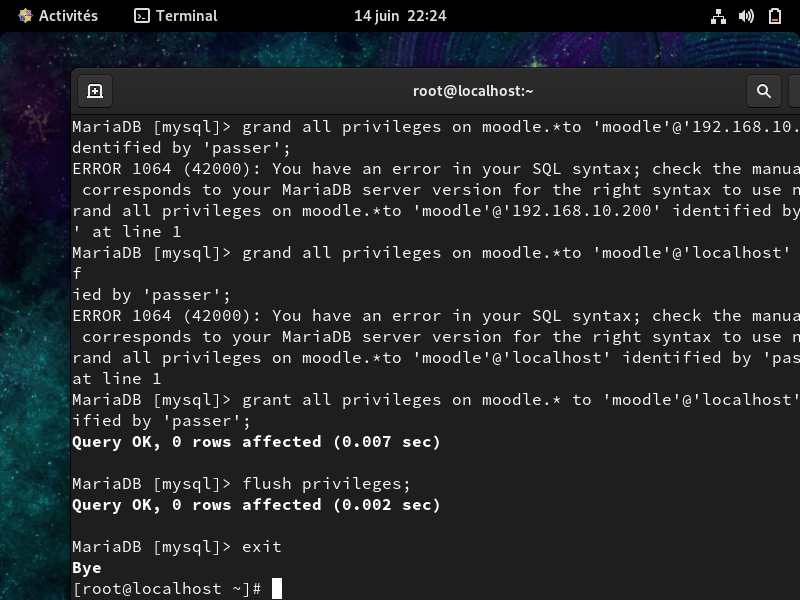 Activités Terminal 14 juin 22:24
root@localhost:~
MariaDB [mysql]> grand all privileges on moodle.*to 'moodle'@'192.168.10.
dentified by 'passer';
ERROR 1064 (42000): You have an error in your SQL syntax; check the manua
corresponds to your MariaDB server version for the right syntax to use n
rand all privileges on moodle.*to 'moodle'@'192.168.10.200' identified by
' at line 1
MariaDB [mysql]> grand all privileges on moodle.*to 'moodle'@'localhost'
f
ied by 'passer';
ERROR 1064 (42000): You have an error in your SQL syntax; check the manua
corresponds to your MariaDB server version for the right syntax to use n
rand all privileges on moodle.*to 'moodle'@'localhost' identified by 'pas
at line 1
MariaDB [mysql]> grant all privileges on moodle.* to 'moodle'@'localhost'
ified by 'passer';
Query OK, 0 rows affected (0.007 sec)
MariaDB [mysql]> flush privileges;
Query OK, 0 rows affected (0.002 sec)
MariaDB [mysql]> exit
Bye
[root@localhost ~]#